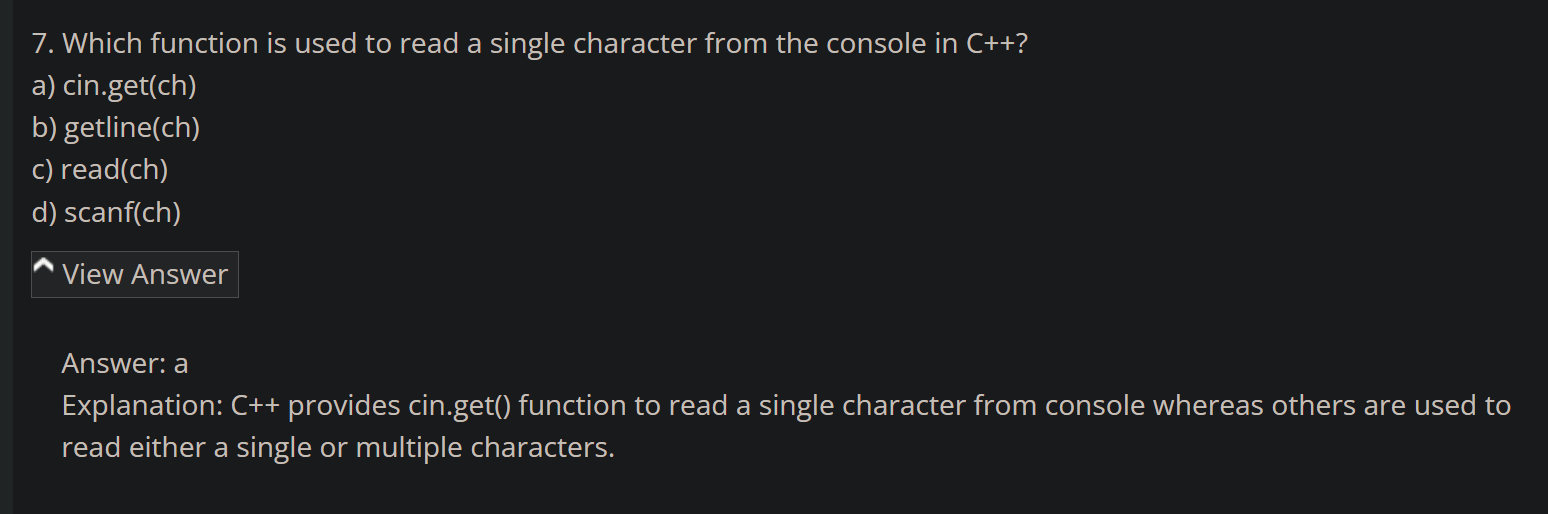 7. Which function is used to read a single character from the console in C++?
a) cin.get(ch)
b) getline(ch)
c) read(ch)
d) scanf(ch)
View Answer
Answer: a
Explanation: C++ provides cin.get() function to read a single character from console whereas others are used to
read either a single or multiple characters.